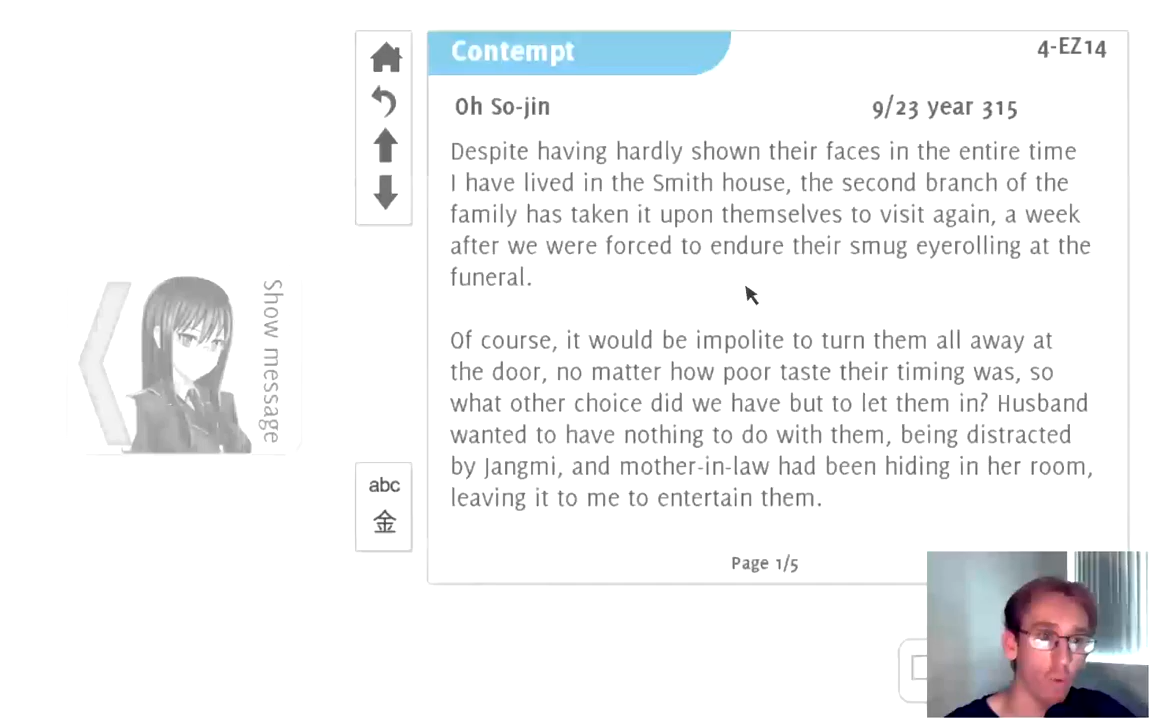 Contempt
4-EZ14
Oh So-jin
9/23 year 315
Despite having hardly shown their faces in the entire time
I have lived in the Smith house, the second branch of the
family has taken it upon themselves to visit again, a week
after we were forced to endure their smug eyerolling at the
funeral.
Of course, it would be impolite to turn them all away at
the door, no matter how poor taste their timing was, so
what other choice did we have but to let them in? Husband
wanted to have nothing to do with them, being distracted
by Jangmi, and mother-in-law had been hiding in her room,
leaving it to me to entertain them.
Page 1/5
Show message
abc
金